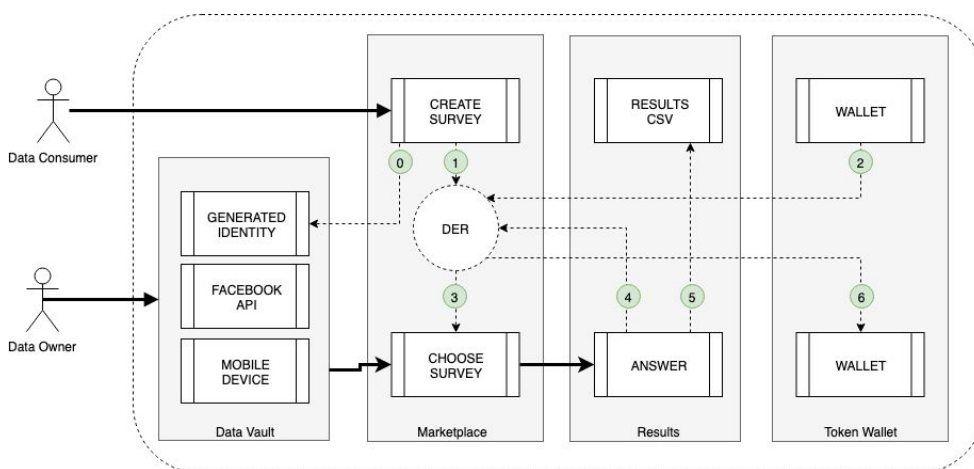 CREATE
SURVEY
RESULTS
CSV
WALLET
Data Consumer
0
1
2
GENERATED
IDENTITY
DER
FACEBOOK
API
3
4
5
6
Data Owner
MOBILE
DEVICE
CHOOSE
SURVEY
ANSWER
WALLET
Data Vault
Marketplace
Results
Token Wallet